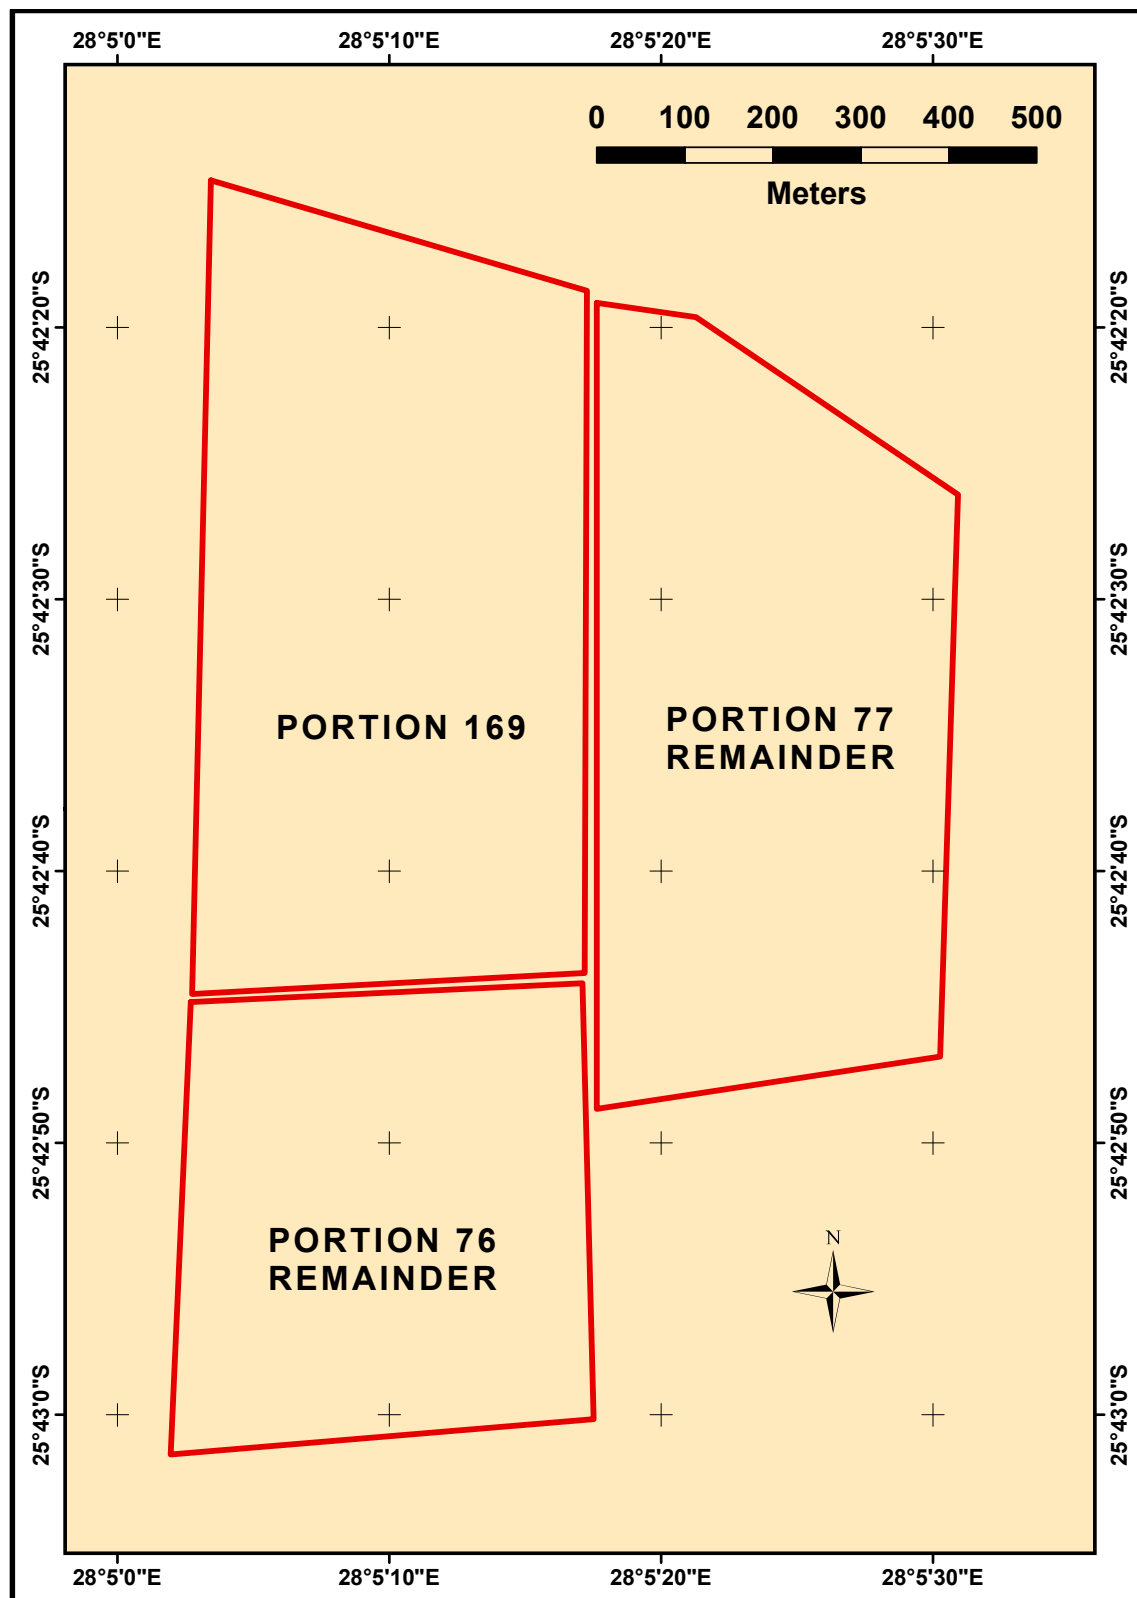 28°5'0"E 28°5'10"E 28°5'20"E 28°5'30"E
0 100 200 300 400 500
Meters
25°42'20"S 25°42'20"S
25°42'30"S 25°42'30"S
PORTION 169
PORTION 77
REMAINDER
25°42'40"S 25°42'40"S
25°42'50"S 25°42'50"S
PORTION 76
REMAINDER
N
25°43'0"S 25°43'0"S
28°5'0"E 28°5'10"E 28°5'20"E 28°5'30"E